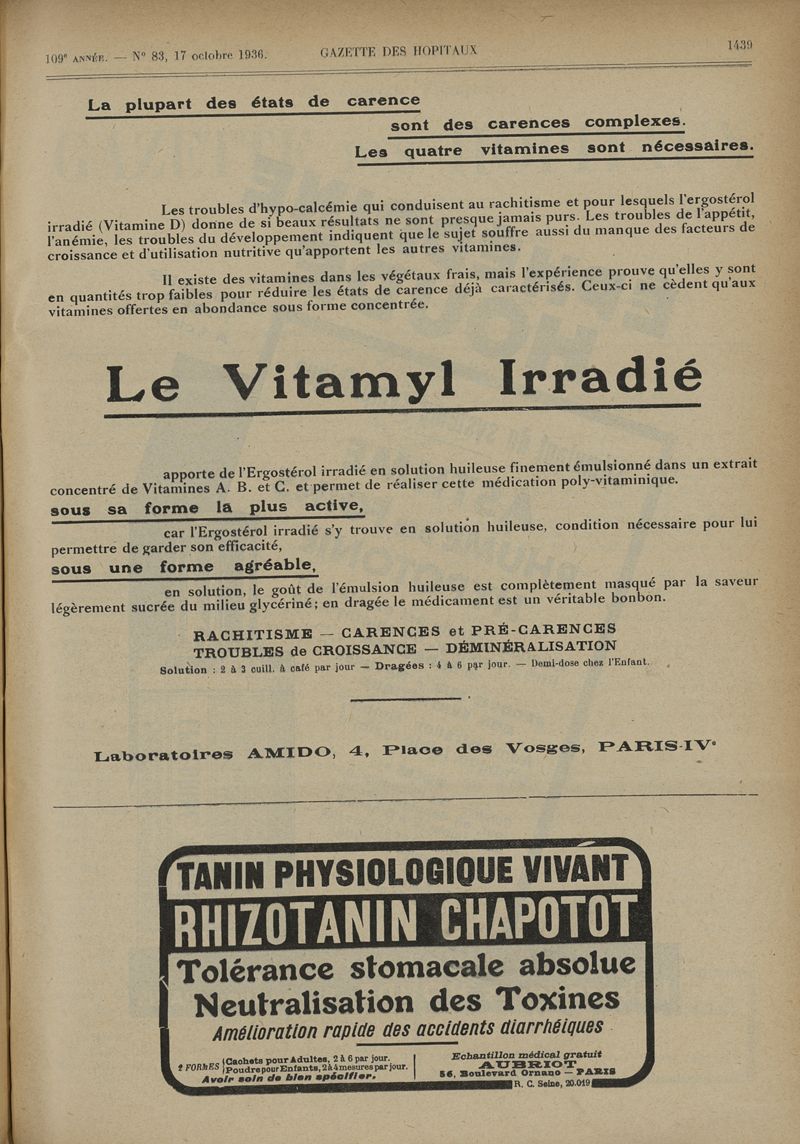 109e ANNÉE. — N° 83, 17 octobre 1936.
GAZETTE DES HOPITAUX
1439
La plupart des états de carence
sont des carences complexes.
Les quatre vitamines sont nécessaires.
Les troubles d'hypo-calcémie qui conduisent au rachitisme et pour lesquels l'ergostérol
irradié (Vitamine D) donne de si beaux résultats ne sont presque jamais purs. Les troubles de l'appétit,
l'anémie, les troubles du développement indiquent que le sujet souffre aussi du manque des facteurs de
croissance et d'utilisation nutritive qu'apportent les autres vitamines.
Il existe des vitamines dans les végétaux frais, mais l'expérience prouve qu'elles y sont
en quantités trop faibles pour réduire les états de carence déjà caractérisés. Ceux-ci ne cèdent qu'aux
vitamines offertes en abondance sous forme concentrée.
Le Vitamyl Irradié
apporte de l'Ergostérol irradié en solution huileuse finement émulsionné dans un extrait
concentré de Vitamines A. B. et C. et permet de réaliser cette médication poly-vitaminique.
sous sa forme la plus active,
car l'Ergostérol irradié s'y trouve en solution huileuse, condition nécessaire pour lui
permettre de garder son efficacité,
sous une forme agréable,
en solution, le goût de l'émulsion huileuse est complètement masqué par la saveur
légèrement sucrée du milieu glycériné; en dragée le médicament est un véritable bonbon.
RACHITISME — CARENCES et PRÉ-CARENCES
TROUBLES de CROISSANCE — DÉMINÉRALISATION
Solution : 2 à 3 cuill. à café par jour — Dragées : 4 à 6 par jour. — Demi-dose chez l'Enfant.
Laboratoires AMIDO, 4, Place des Vosges, PARIS-IVe
TANIN PHYSIOLOGIQUE VIVANT
RHIZOTANIN CHAPOTOT
Tolérance stomacale absolue
Neutralisation des Toxines
Amélioration rapide des accidents diarrhéiques
2 FORMES
Cachets pour Adultes, 2 à 6 par jour.
Poudre pour Enfants, 2 à 4 mesures par jour.
Avoir soin de bien spécifier.
Echantillon médical gratuit
AUBRIOT
56, Boulevard Ornano — PARIS
R. C. Seine, 20.019